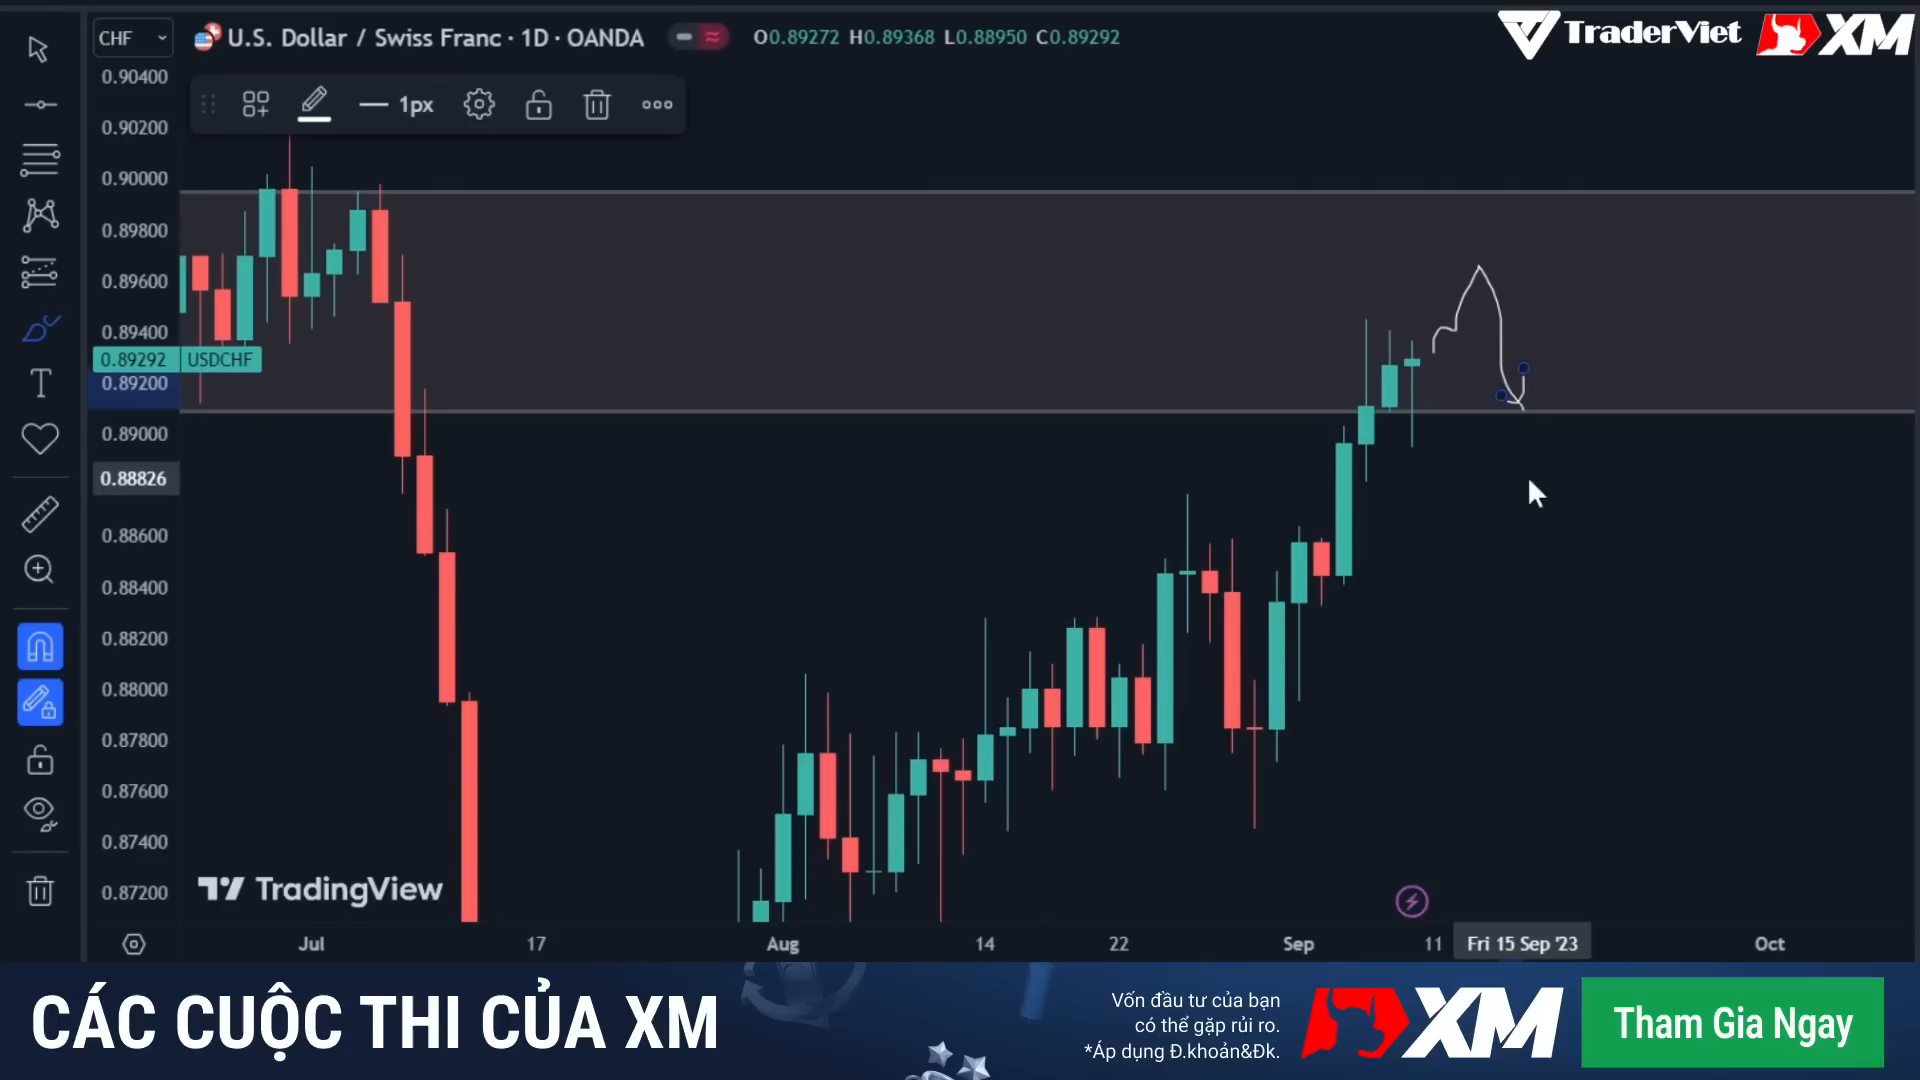 CHF
U.S. Dollar / Swiss Franc · 1D · OANDA
O0.89272 H0.89368 L0.88950 C0.89292
TraderViet
XM
1px
0.90400
0.90200
0.90000
0.89800
0.89600
0.89400
0.89292 USDCHF
0.89200
0.89000
0.88826
0.88600
0.88400
0.88200
0.88000
0.87800
0.87600
0.87400
0.87200
TradingView
Jul 17 Aug 14 22 Sep 11 Fri 15 Sep '23 Oct
CÁC CUỘC THI CỦA XM
Vốn đầu tư của bạn
có thể gặp rủi ro.
*Áp dụng Đ.khoản&Đk.
XM
Tham Gia Ngay